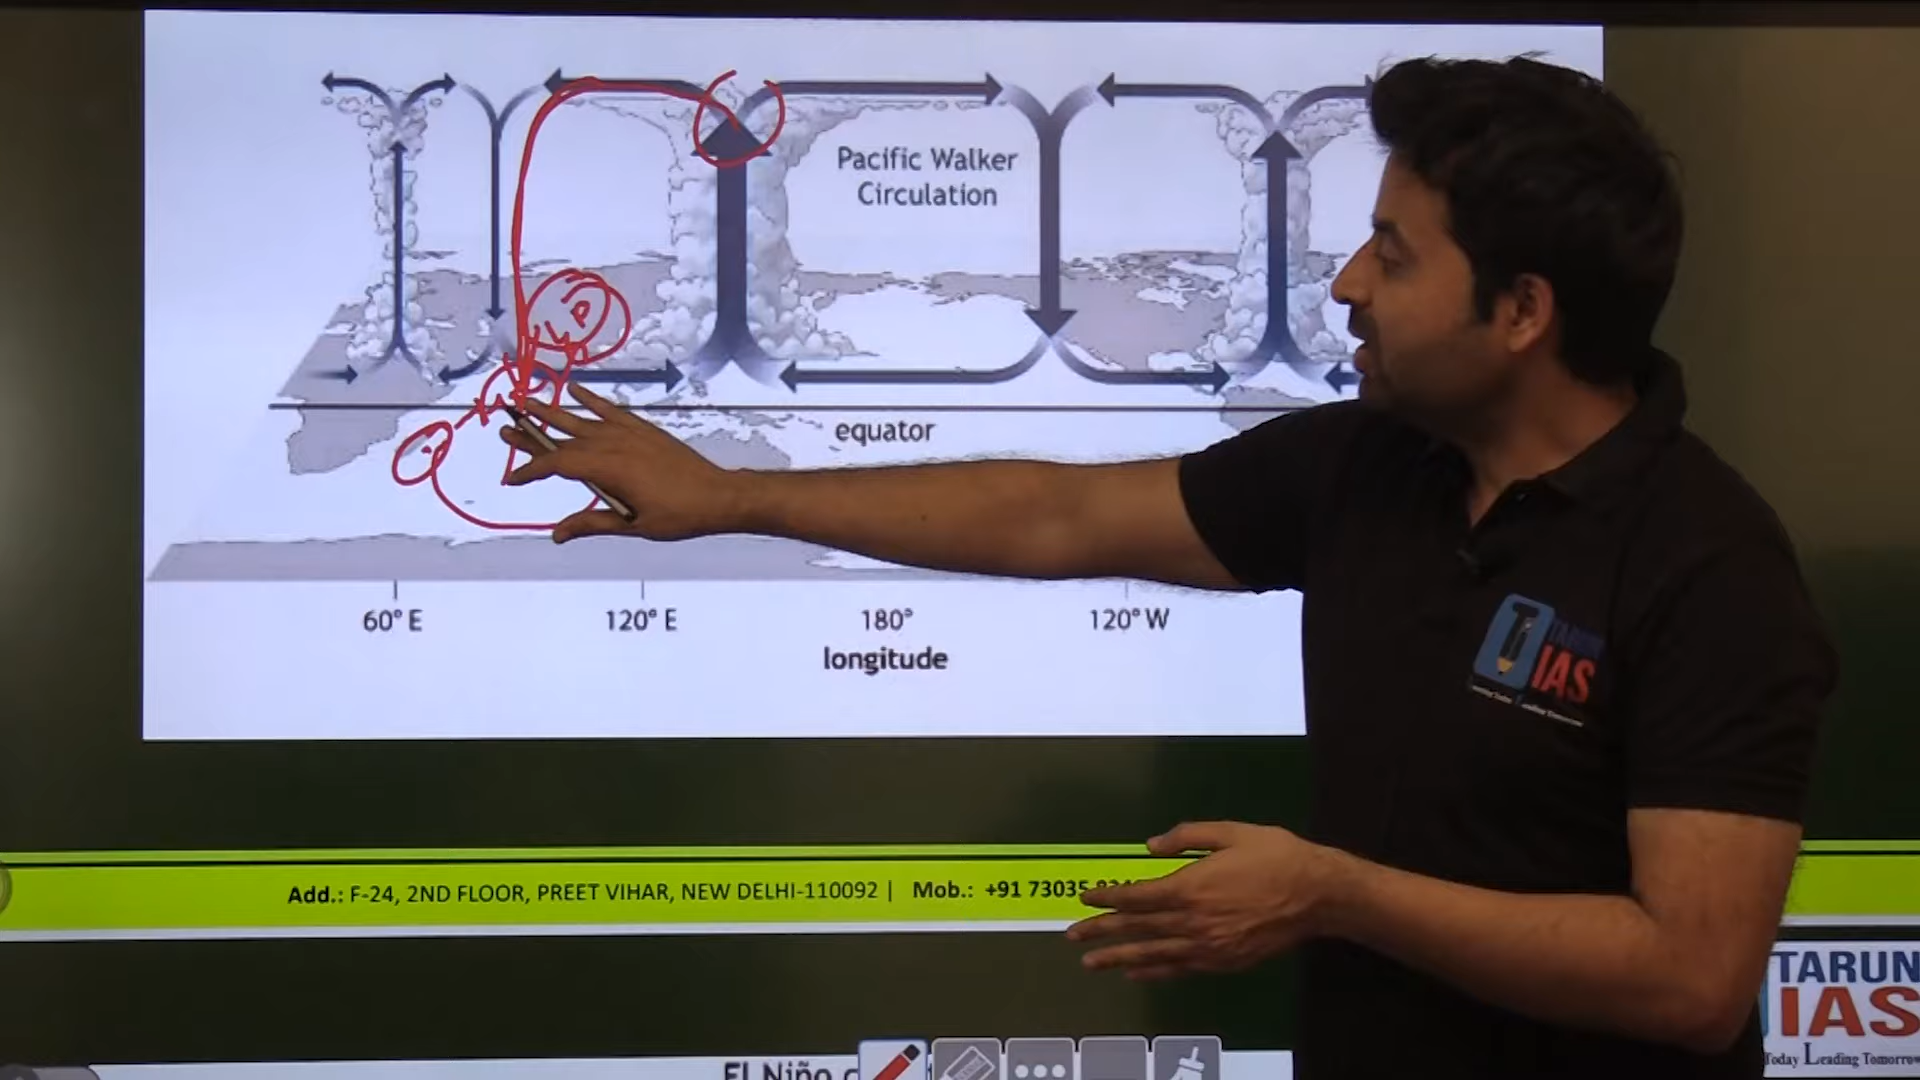 Pacific Walker
Circulation
LP
equator
60° E
120° E
180°
120° W
longitude
TARUN
IAS
Add.: F-24, 2ND FLOOR, PREET VIHAR, NEW DELHI-110092 | Mob.: +91 73035
TARUN
IAS
Today Leading Tomorrow
El Niño